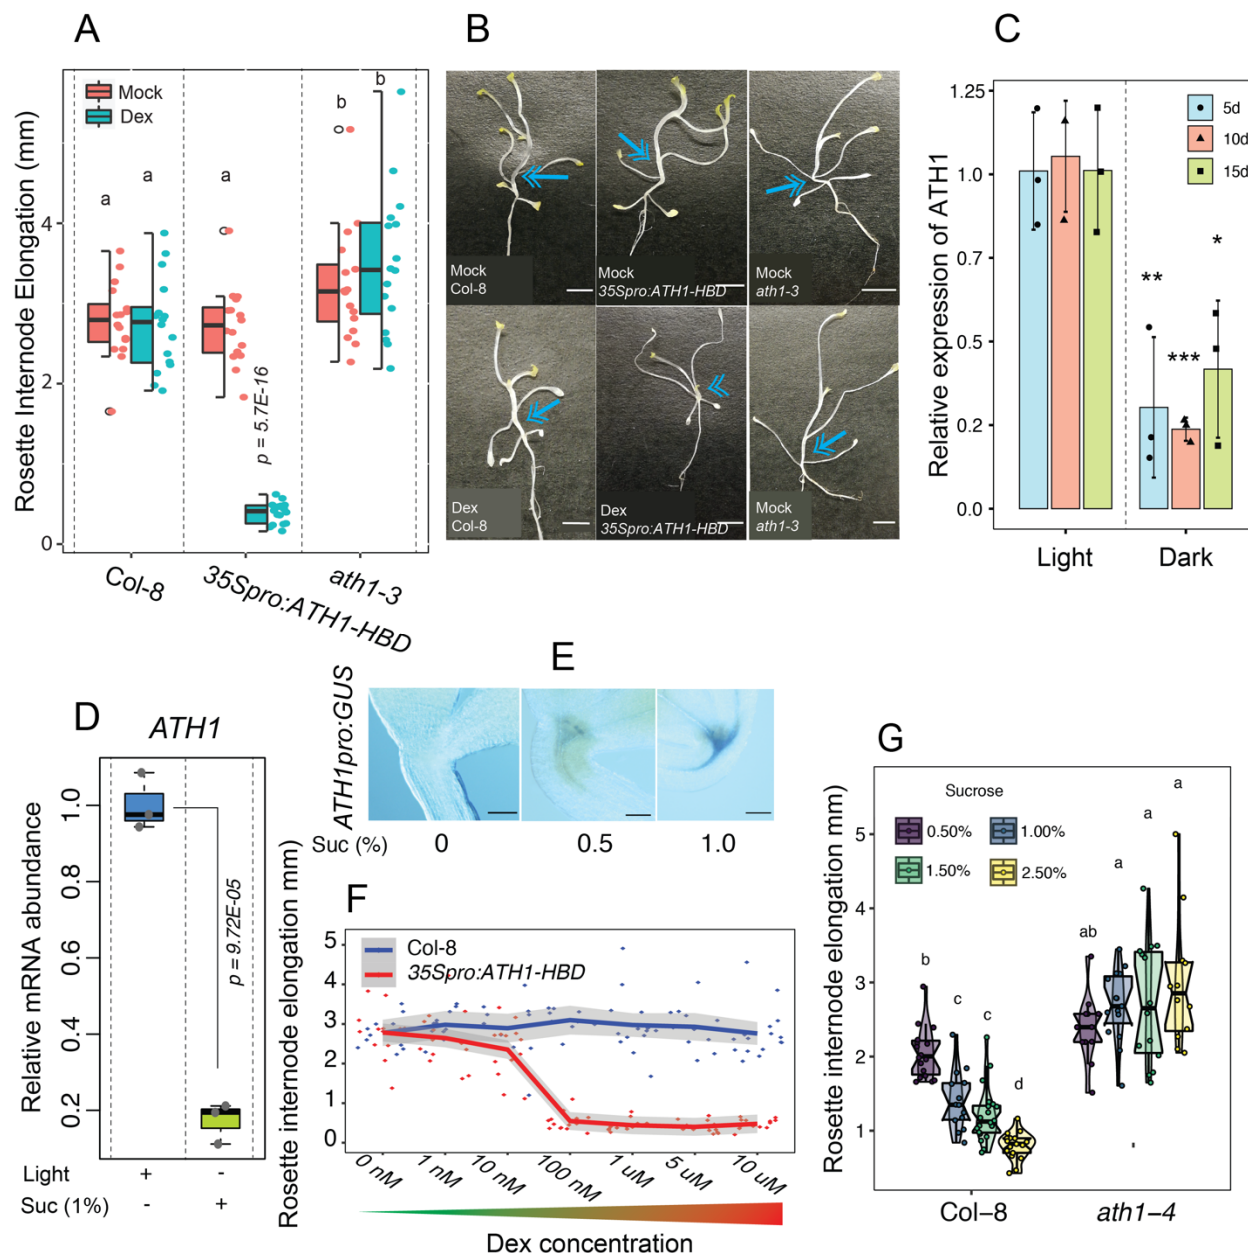 A
Mock
Dex
Rosette Internode Elongation (mm)
4
2
0
a
a
b
b
p = 5.7E-16
Col-8
35Spro:ATH1-HBD
ath1-3
B
Mock
Col-8
Mock
35Spro:ATH1-HBD
Mock
ath1-3
Dex
Col-8
Dex
35Spro:ATH1-HBD
Mock
ath1-3
C
Relative expression of ATH1
1.25
1.0
0.7
0.5
0.2
0.0
5d
10d
15d
**
***
*
Light
Dark
D
ATH1
Relative mRNA abundance
1.0
0.8
0.6
0.4
0.2
p = 9.72E-05
Light + -
Suc (1%) - +
E
ATH1pro:GUS
Suc (%) 0 0.5 1.0
F
Rosette internode elongation mm)
5
4
3
2
1
0
Col-8
35Spro:ATH1-HBD
0 nM
1 nM
10 nM
100 nM
1 uM
5 uM
10 uM
Dex concentration
G
Rosette internode elongation mm)
5
4
3
2
1
Sucrose
0.50% 1.00%
1.50% 2.50%
b
c
c
d
ab
a
a
a
Col–8
ath1–4